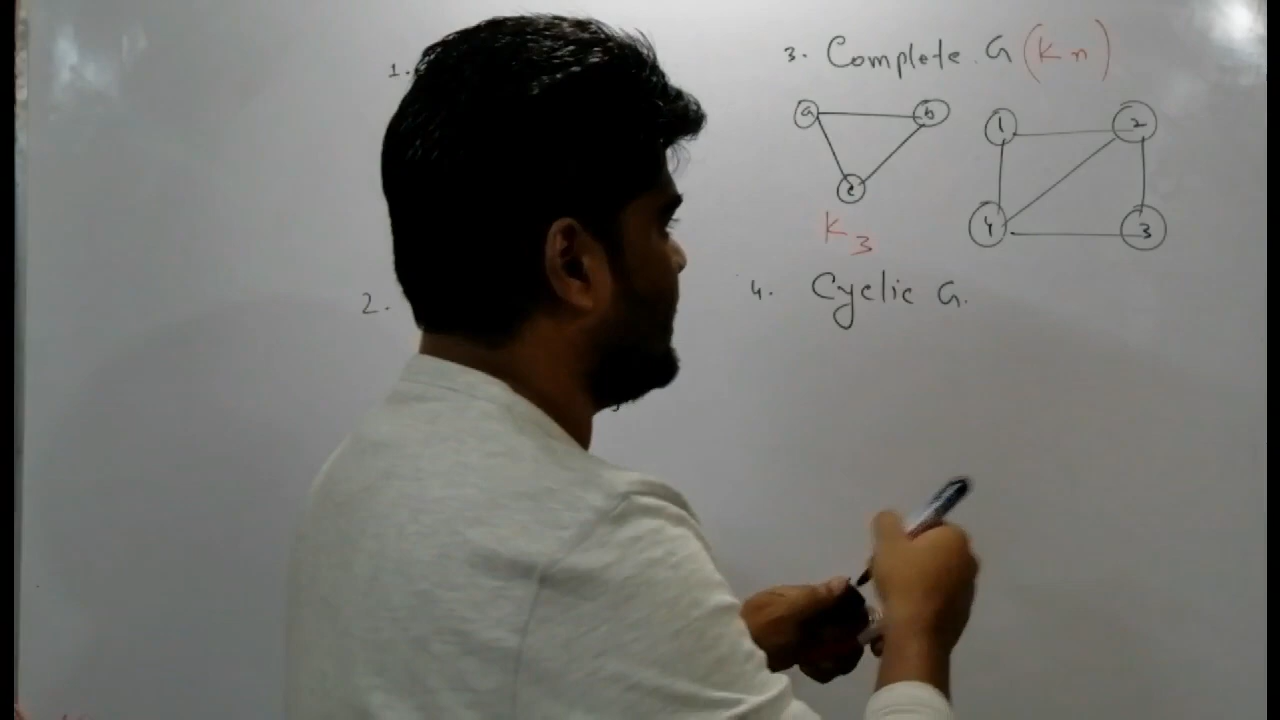 1.
3. Complete. G (Kn)
a b 1 2
c 4 3
K3
2.
4. Cyclic G.